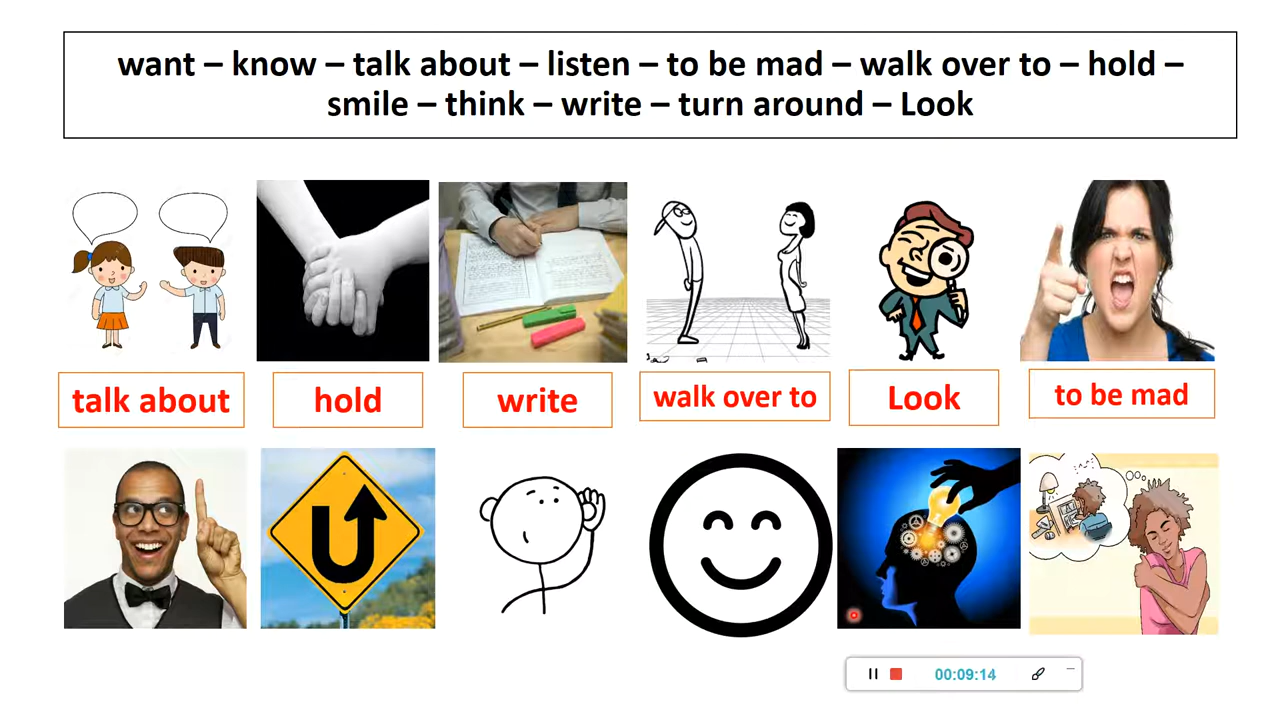 want – know – talk about – listen – to be mad – walk over to – hold –
smile – think – write – turn around – Look
talk about
hold
write
walk over to
Look
to be mad
00:09:14